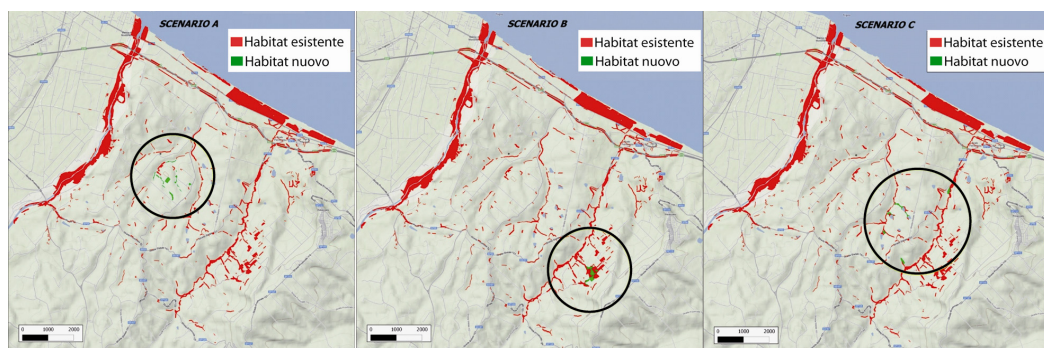 SCENARIO A
Habitat esistente
Habitat nuovo
0 1000 2000
SCENARIO B
Habitat esistente
Habitat nuovo
0 1000 2000
SCENARIO C
Habitat esistente
Habitat nuovo
0 1000 2000